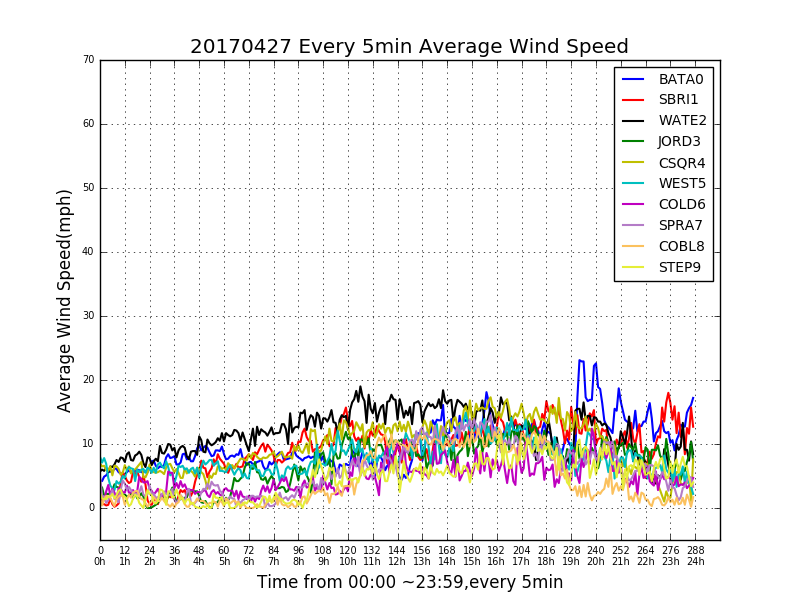 20170427 Every 5min Average Wind Speed
70
60
50
40
30
20
10
0
Average Wind Speed(mph)
BATA0
SBRI1
WATE2
JORD3
CSQR4
WEST5
COLD6
SPRA7
COBL8
STEP9
0 12 24 36 48 60 72 84 96 108 120 132 144 156 168 180 192 204 216 228 240 252 264 276 288
0h 1h 2h 3h 4h 5h 6h 7h 8h 9h 10h 11h 12h 13h 14h 15h 16h 17h 18h 19h 20h 21h 22h 23h 24h
Time from 00:00 ~23:59,every 5min